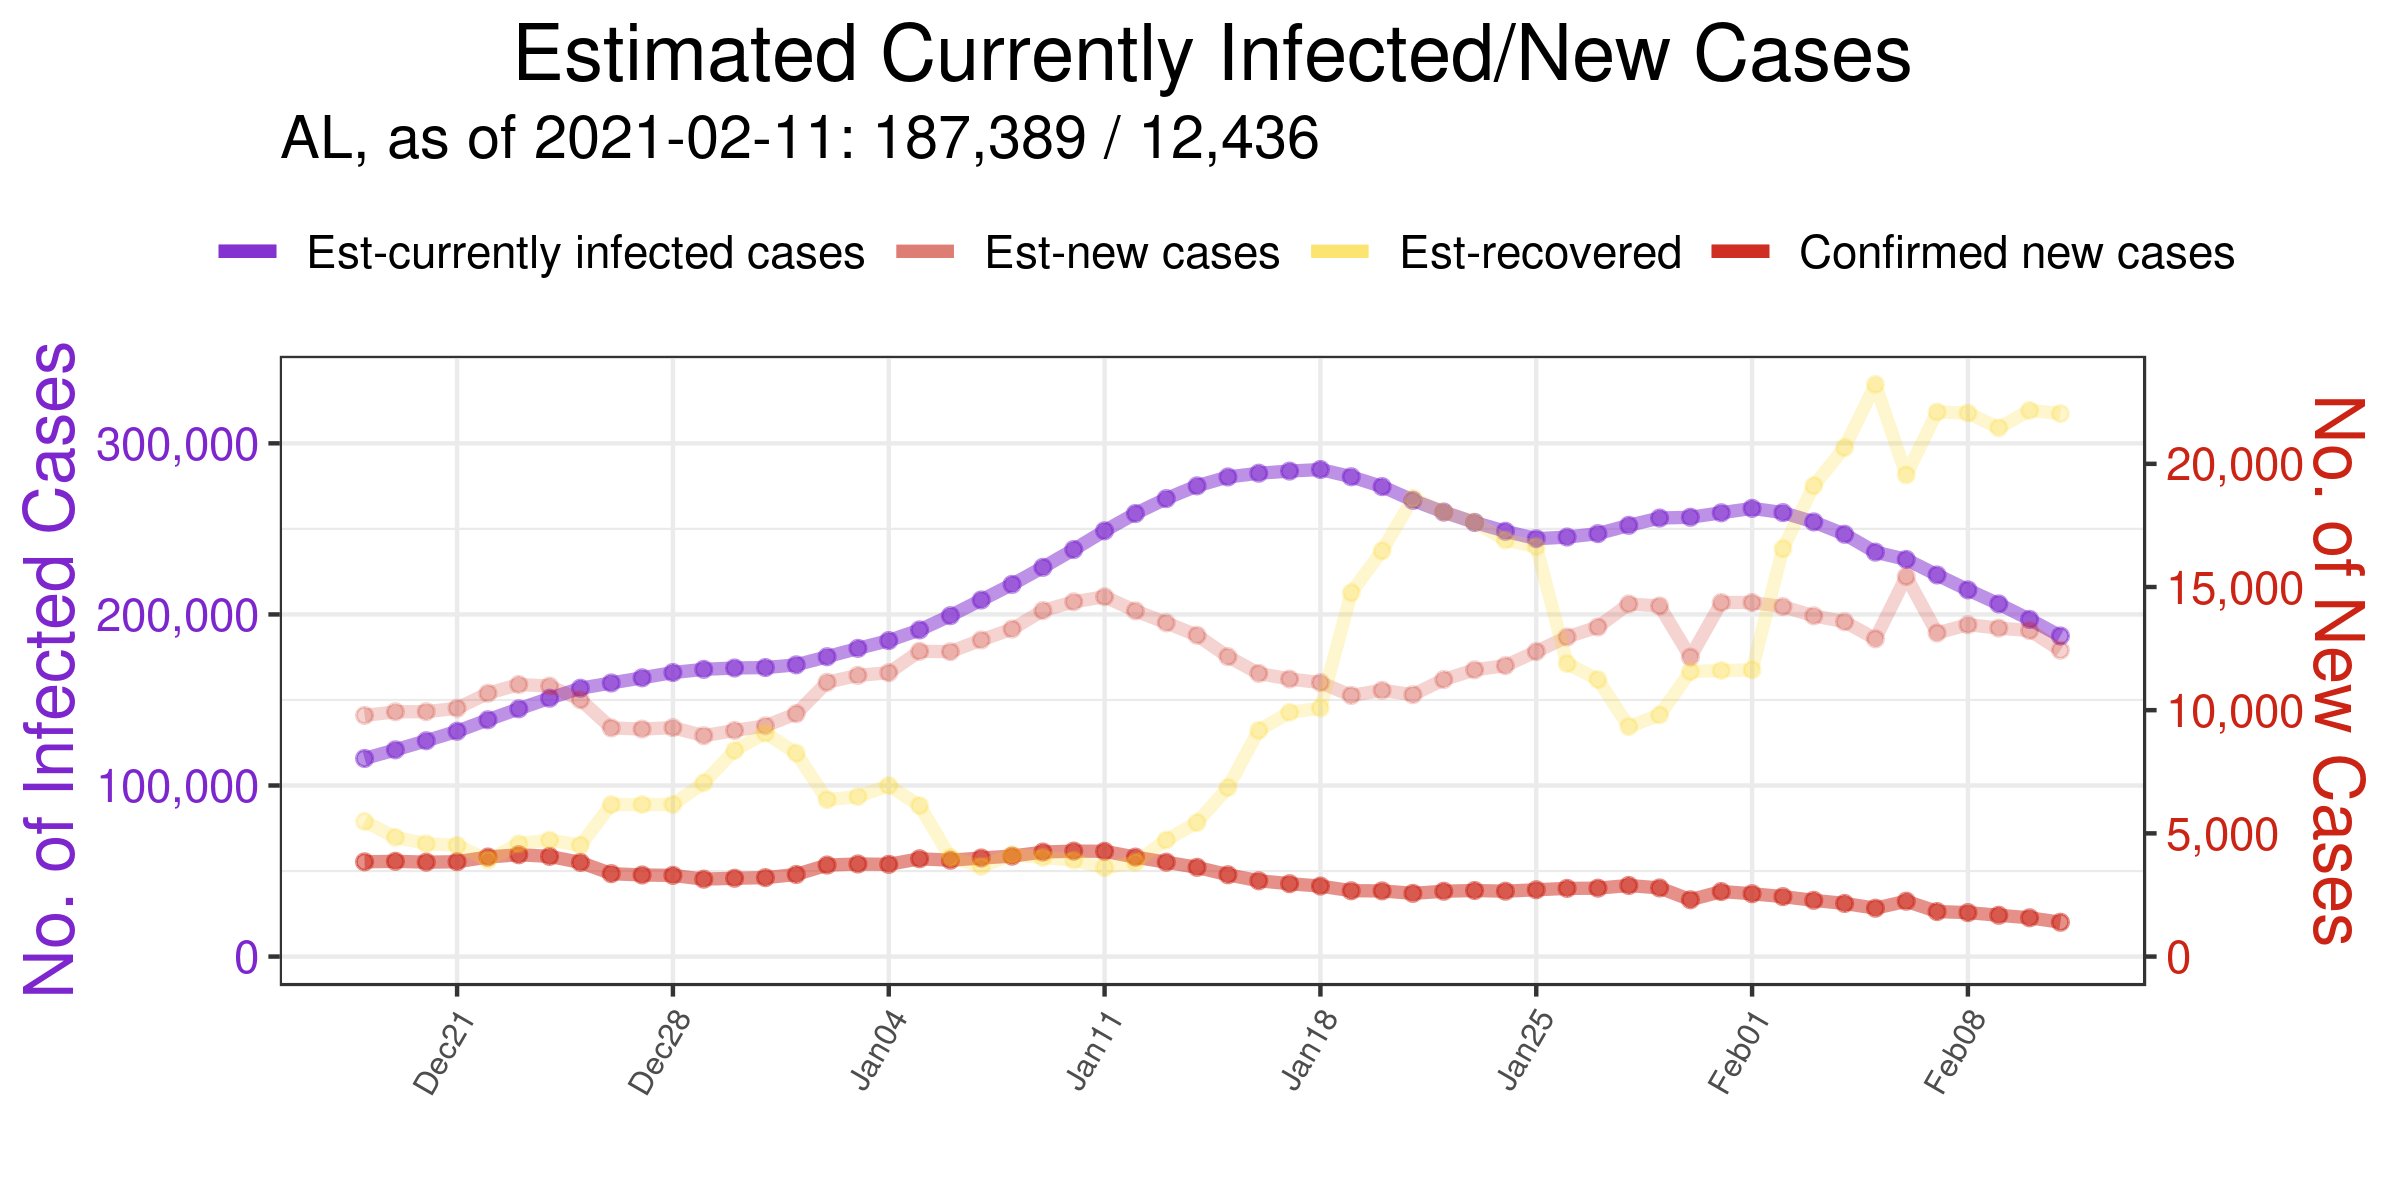 Estimated Currently Infected/New Cases
AL, as of 2021-02-11: 187,389 / 12,436
Est-currently infected cases Est-new cases Est-recovered Confirmed new cases
No. of Infected Cases
300,000
200,000
100,000
0
20,000
15,000
10,000
5,000
0
No. of New Cases
Dec21 Dec28 Jan04 Jan11 Jan18 Jan25 Feb01 Feb08